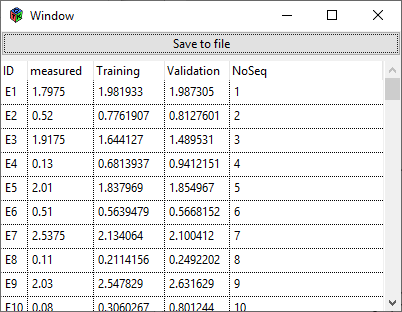 Window
Save to file
ID measured Training Validation NoSeq
E1 1.7975 1.981933 1.987305 1
E2 0.52 0.7761907 0.8127601 2
E3 1.9175 1.644127 1.489531 3
E4 0.13 0.6813937 0.9412151 4
E5 2.01 1.837969 1.854967 5
E6 0.51 0.5639479 0.5668152 6
E7 2.5375 2.134064 2.100412 7
E8 0.11 0.2114156 0.2492202 8
E9 2.03 2.547829 2.631629 9
E10 0.08 0.3060267 0.801244 10